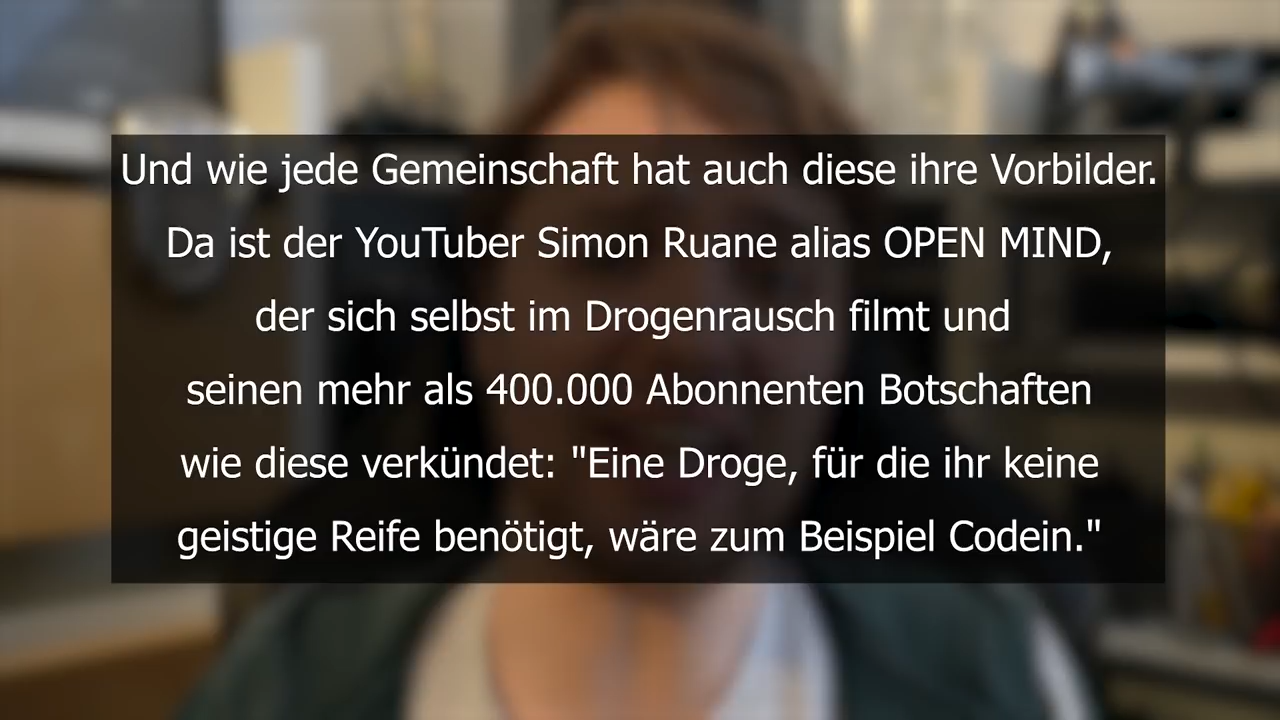 Und wie jede Gemeinschaft hat auch diese ihre Vorbilder.
Da ist der YouTuber Simon Ruane alias OPEN MIND,
der sich selbst im Drogenrausch filmt und
seinen mehr als 400.000 Abonnenten Botschaften
wie diese verkündet: "Eine Droge, für die ihr keine
geistige Reife benötigt, wäre zum Beispiel Codein."